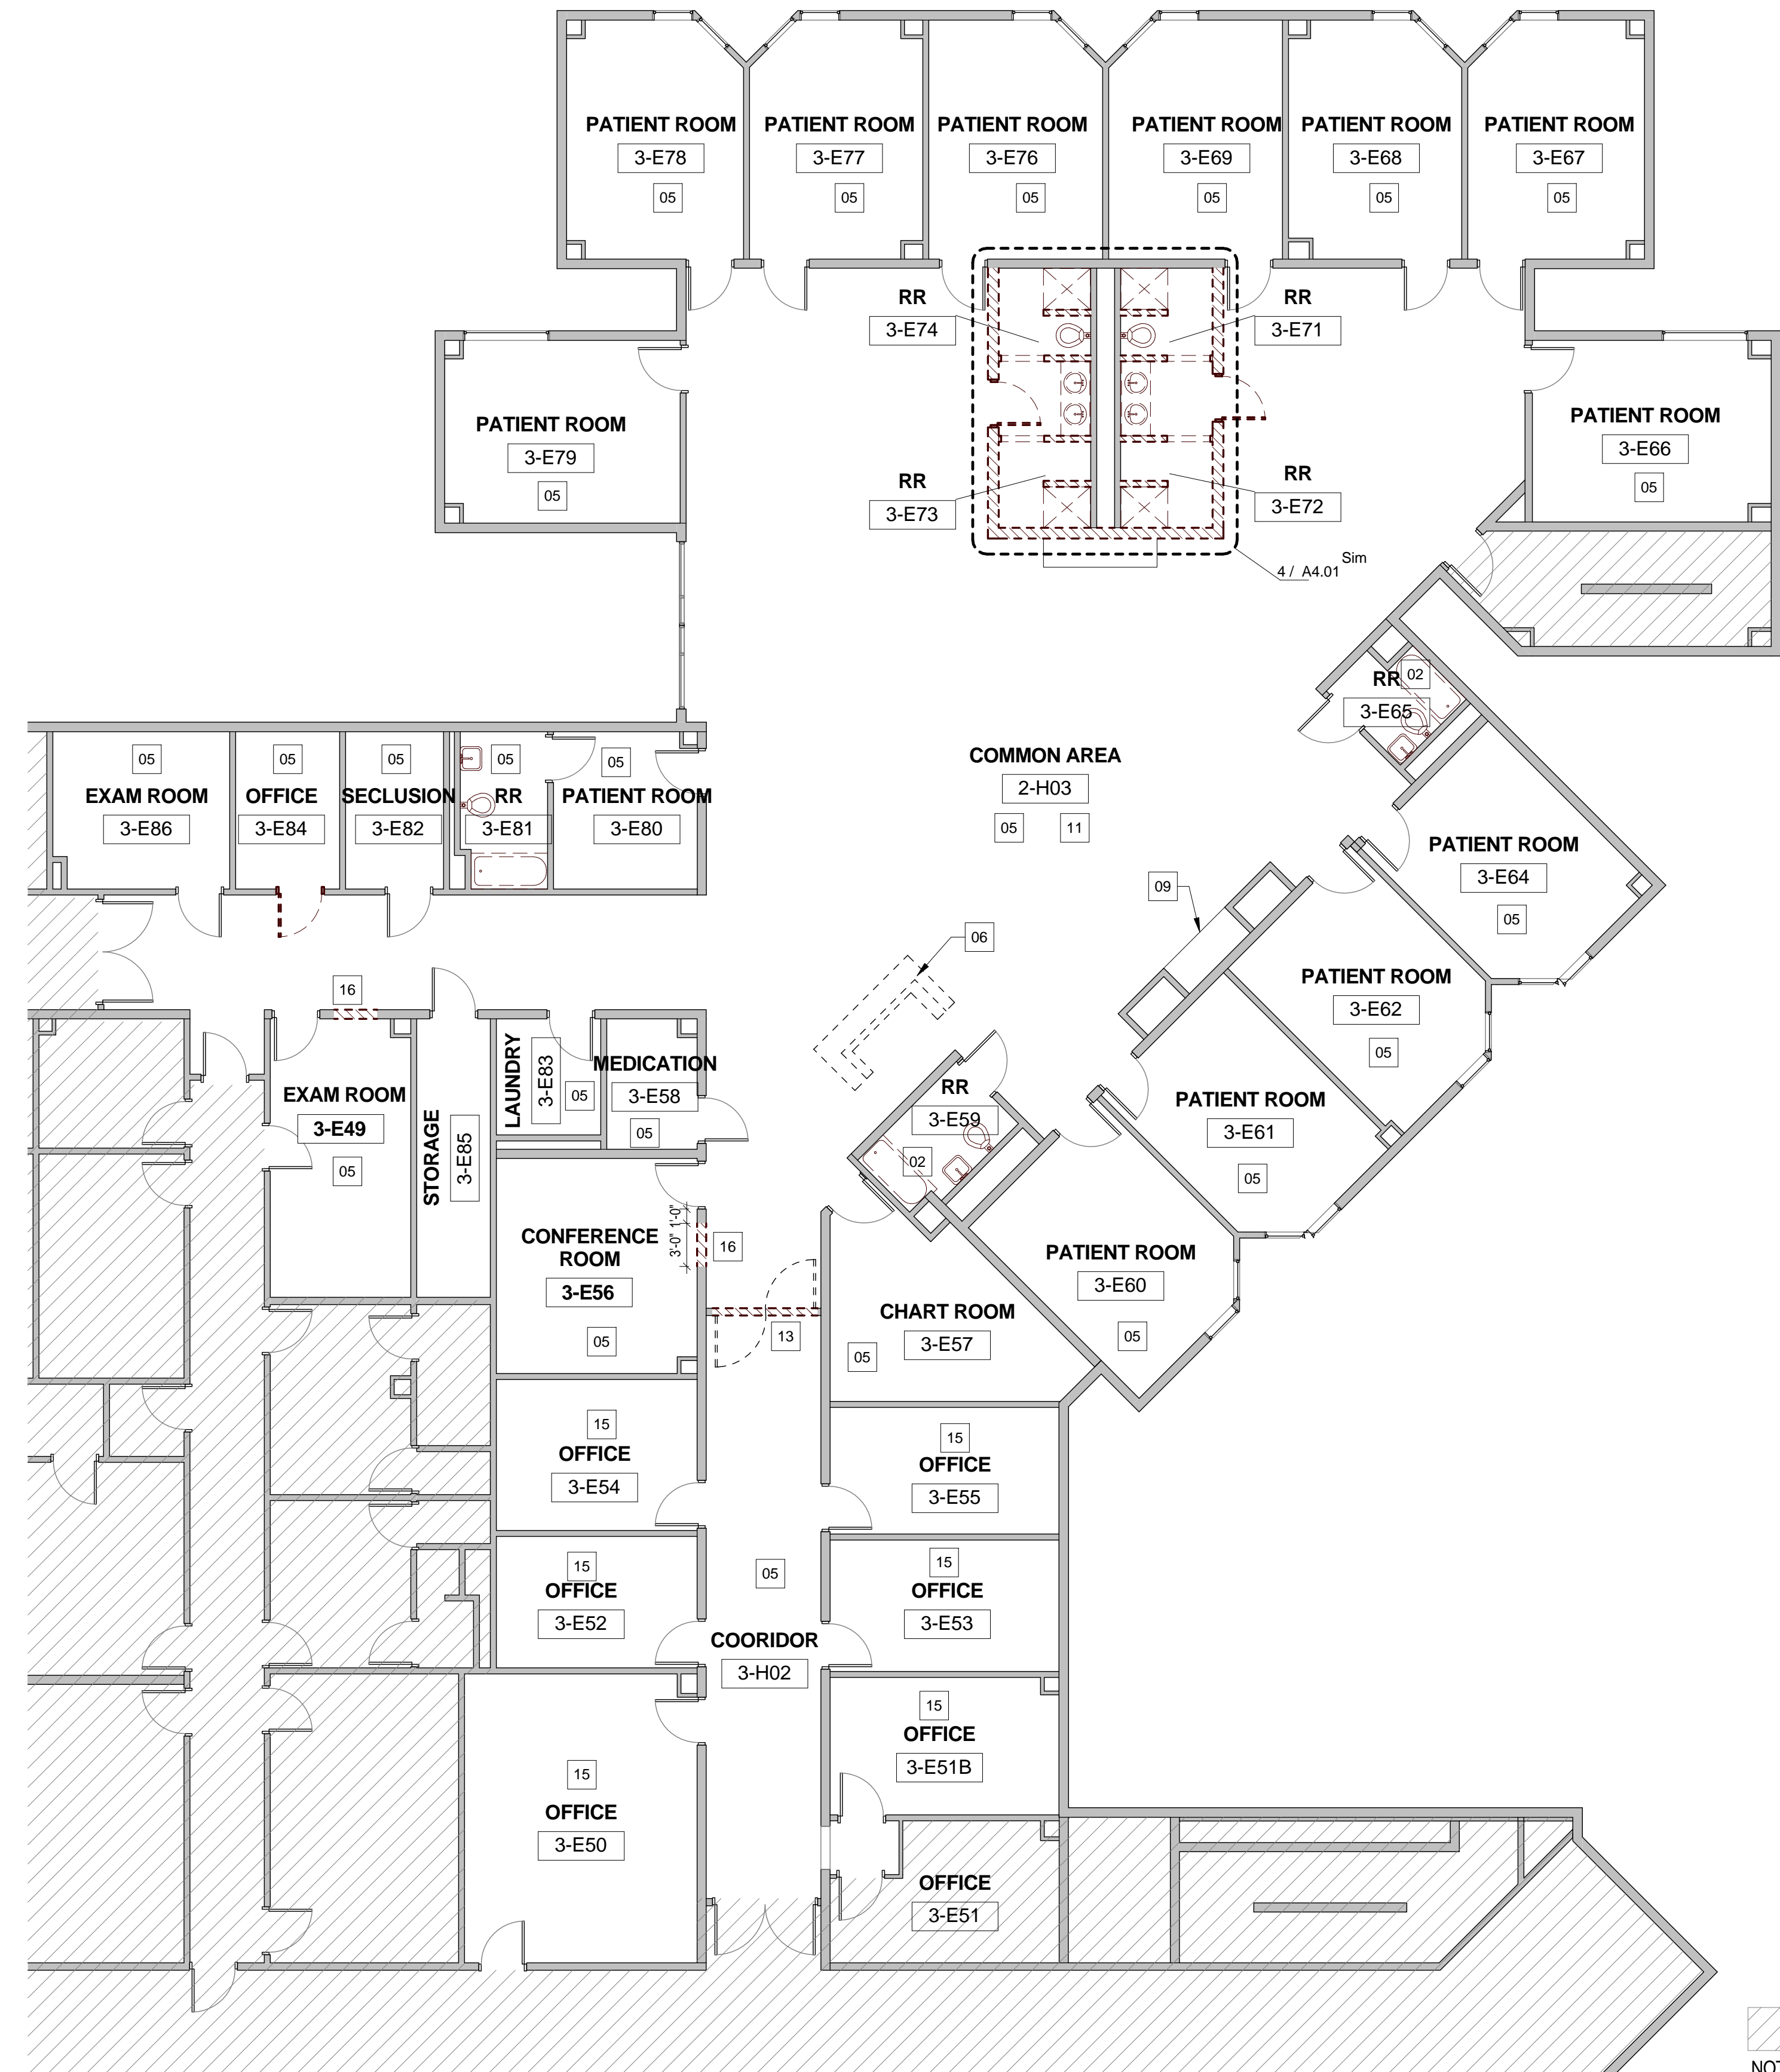 PATIENT ROOM
3-E78
05
PATIENT ROOM
3-E77
05
PATIENT ROOM
3-E76
05
PATIENT ROOM
3-E69
05
PATIENT ROOM
3-E68
05
PATIENT ROOM
3-E67
05
RR
3-E74
RR
3-E71
PATIENT ROOM
3-E79
05
PATIENT ROOM
3-E66
05
RR
3-E73
RR
3-E72
4 / A4.01
Sim
02
RR
3-E65
COMMON AREA
2-H03
05
11
05
EXAM ROOM
3-E86
05
OFFICE
3-E84
05
SECLUSION
3-E82
05
RR
3-E81
05
PATIENT ROOM
3-E80
PATIENT ROOM
3-E64
05
09
06
PATIENT ROOM
3-E62
05
16
EXAM ROOM
3-E49
05
STORAGE
3-E85
LAUNDRY
3-E83
05
MEDICATION
3-E58
05
RR
3-E59
02
PATIENT ROOM
3-E61
05
CONFERENCE
ROOM
3-E56
05
1'-0"
3'-0"
16
13
PATIENT ROOM
3-E60
05
CHART ROOM
3-E57
05
15
OFFICE
3-E54
15
OFFICE
3-E55
15
OFFICE
3-E52
05
15
OFFICE
3-E53
COORIDOR
3-H02
15
OFFICE
3-E51B
15
OFFICE
3-E50
OFFICE
3-E51